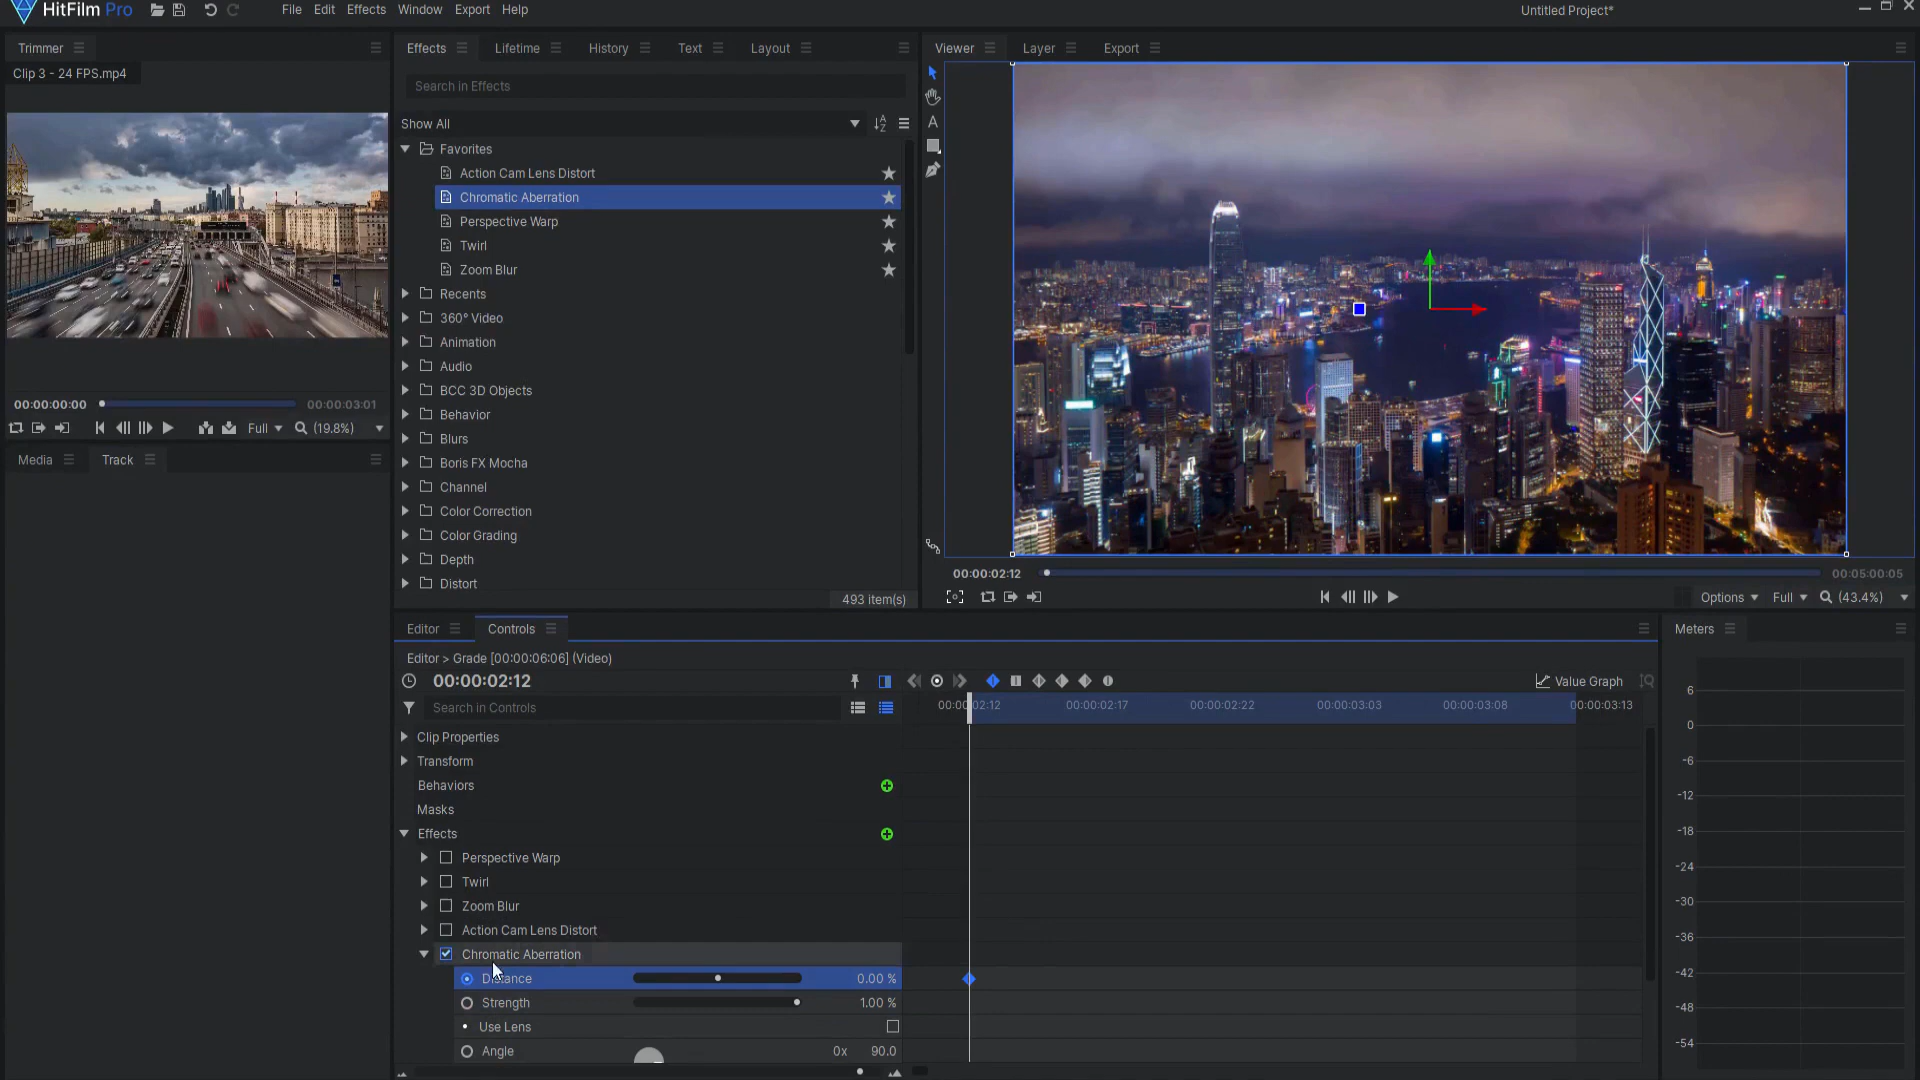 HitFilm Pro
File Edit Effects Window Export Help
Untitled Project*
Trimmer
Clip 3 - 24 FPS.mp4
00:00:00:00
00:00:03:01
Full
(19.8%)
Media Track
Effects Lifetime History Text Layout
Search in Effects
Show All
Favorites
Action Cam Lens Distort
Chromatic Aberration
Perspective Warp
Twirl
Zoom Blur
Recents
360° Video
Animation
Audio
BCC 3D Objects
Behavior
Blurs
Boris FX Mocha
Channel
Color Correction
Color Grading
Depth
Distort
493 item(s)
Viewer Layer Export
A
00:00:02:12
00:05:00:05
Options Full (43.4%)
Editor Controls
Editor > Grade [00:00:06:06] (Video)
00:00:02:12
Value Graph
Search in Controls
00:00:02:12 00:00:02:17 00:00:02:22 00:00:03:03 00:00:03:08 00:00:03:13
Clip Properties
Transform
Behaviors
Masks
Effects
Perspective Warp
Twirl
Zoom Blur
Action Cam Lens Distort
Chromatic Aberration
Distance 0.00 %
Strength 1.00 %
Use Lens
Angle 0x 90.0
Meters
6
0
-6
-12
-18
-24
-30
-36
-42
-48
-54